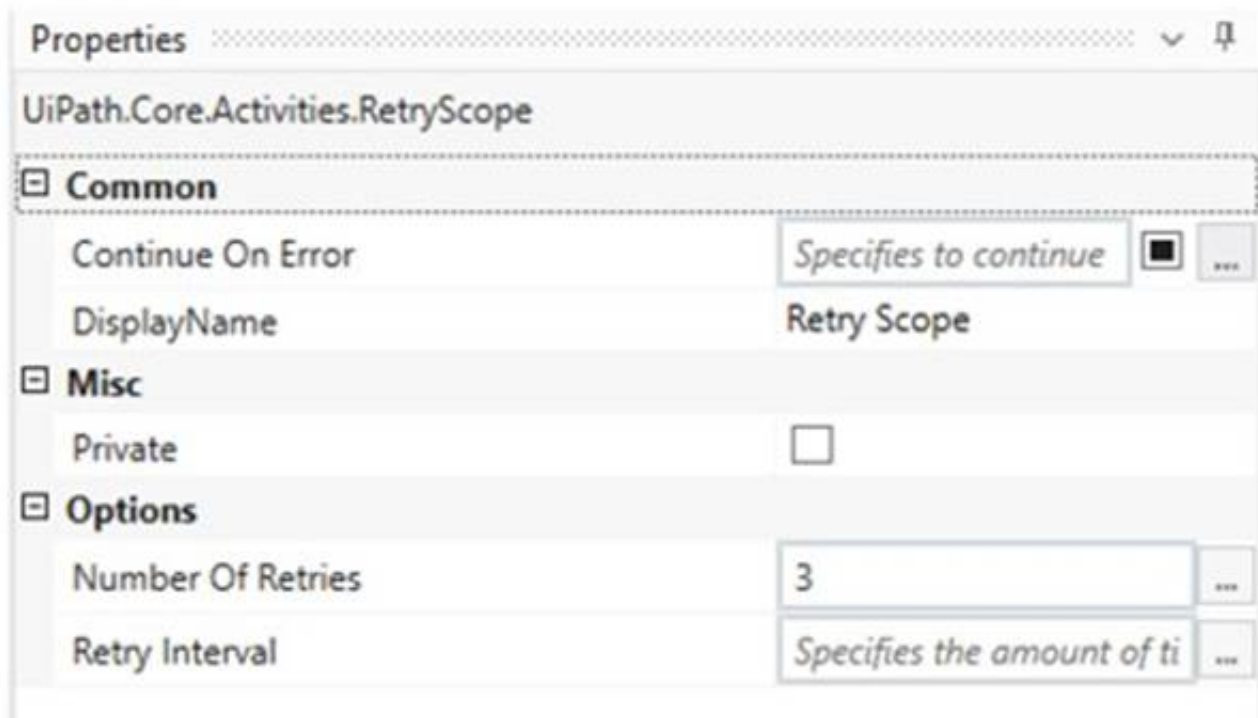 Properties
UiPath.Core.Activities.RetryScope
Common
Continue On Error Specifies to continue ...
DisplayName Retry Scope
Misc
Private
Options
Number Of Retries 3 ...
Retry Interval Specifies the amount of ti ...